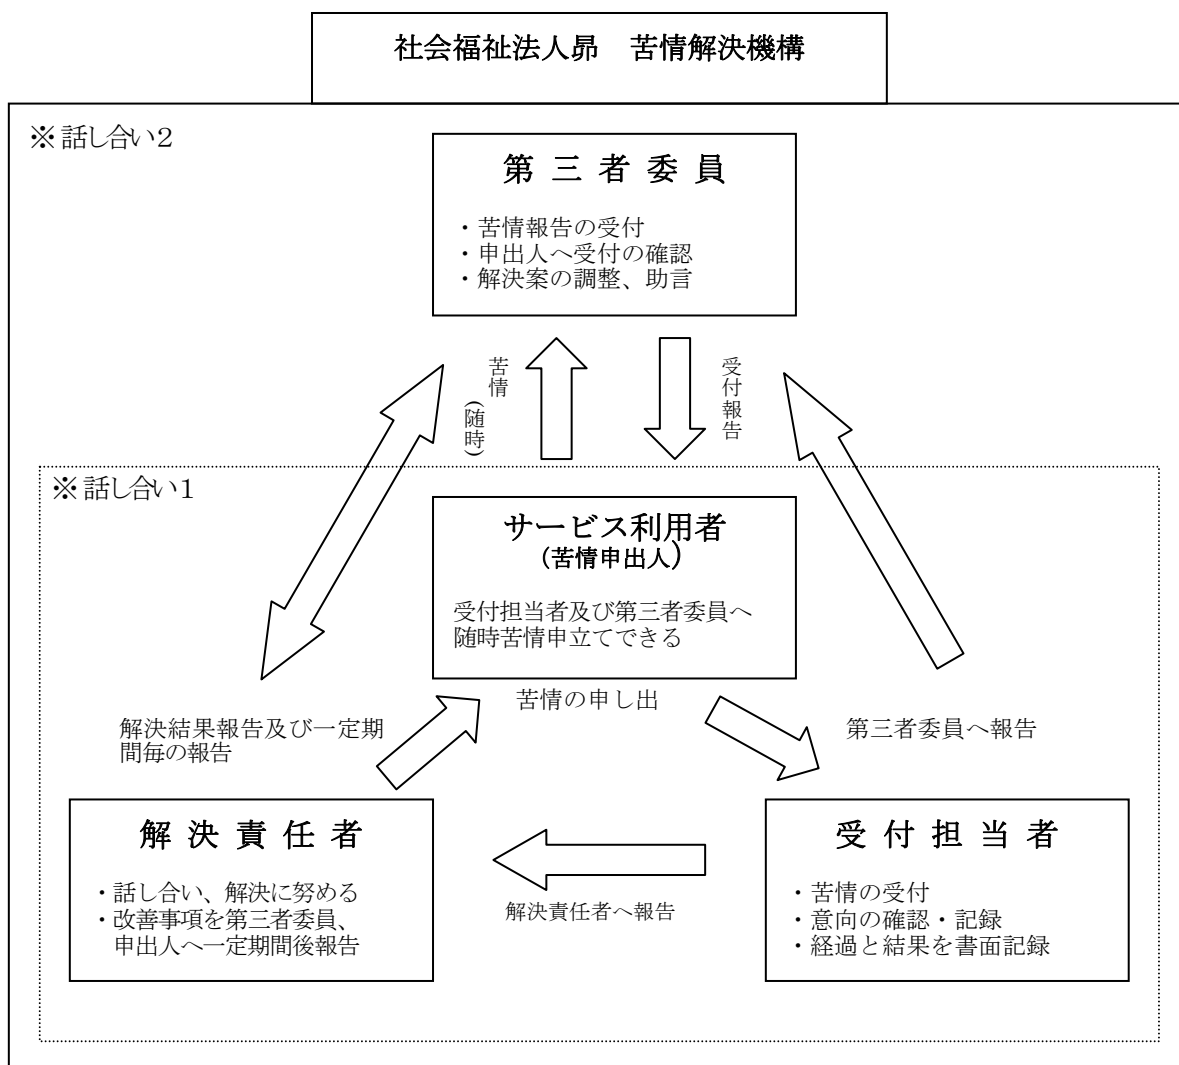 社会福祉法人昴　苦情解決機構
※話し合い２
第三者委員
・苦情報告の受付
・申出人へ受付の確認
・解決案の調整、助言
苦情
(随時)
受付報告
※話し合い１
サービス利用者
(苦情申出人)
受付担当者及び第三者委員へ
随時苦情申立てできる
苦情の申し出
解決結果報告及び一定期
間毎の報告
第三者委員へ報告
解決責任者
・話し合い、解決に努める
・改善事項を第三者委員、
申出人へ一定期間後報告
解決責任者へ報告
受付担当者
・苦情の受付
・意向の確認・記録
・経過と結果を書面記録